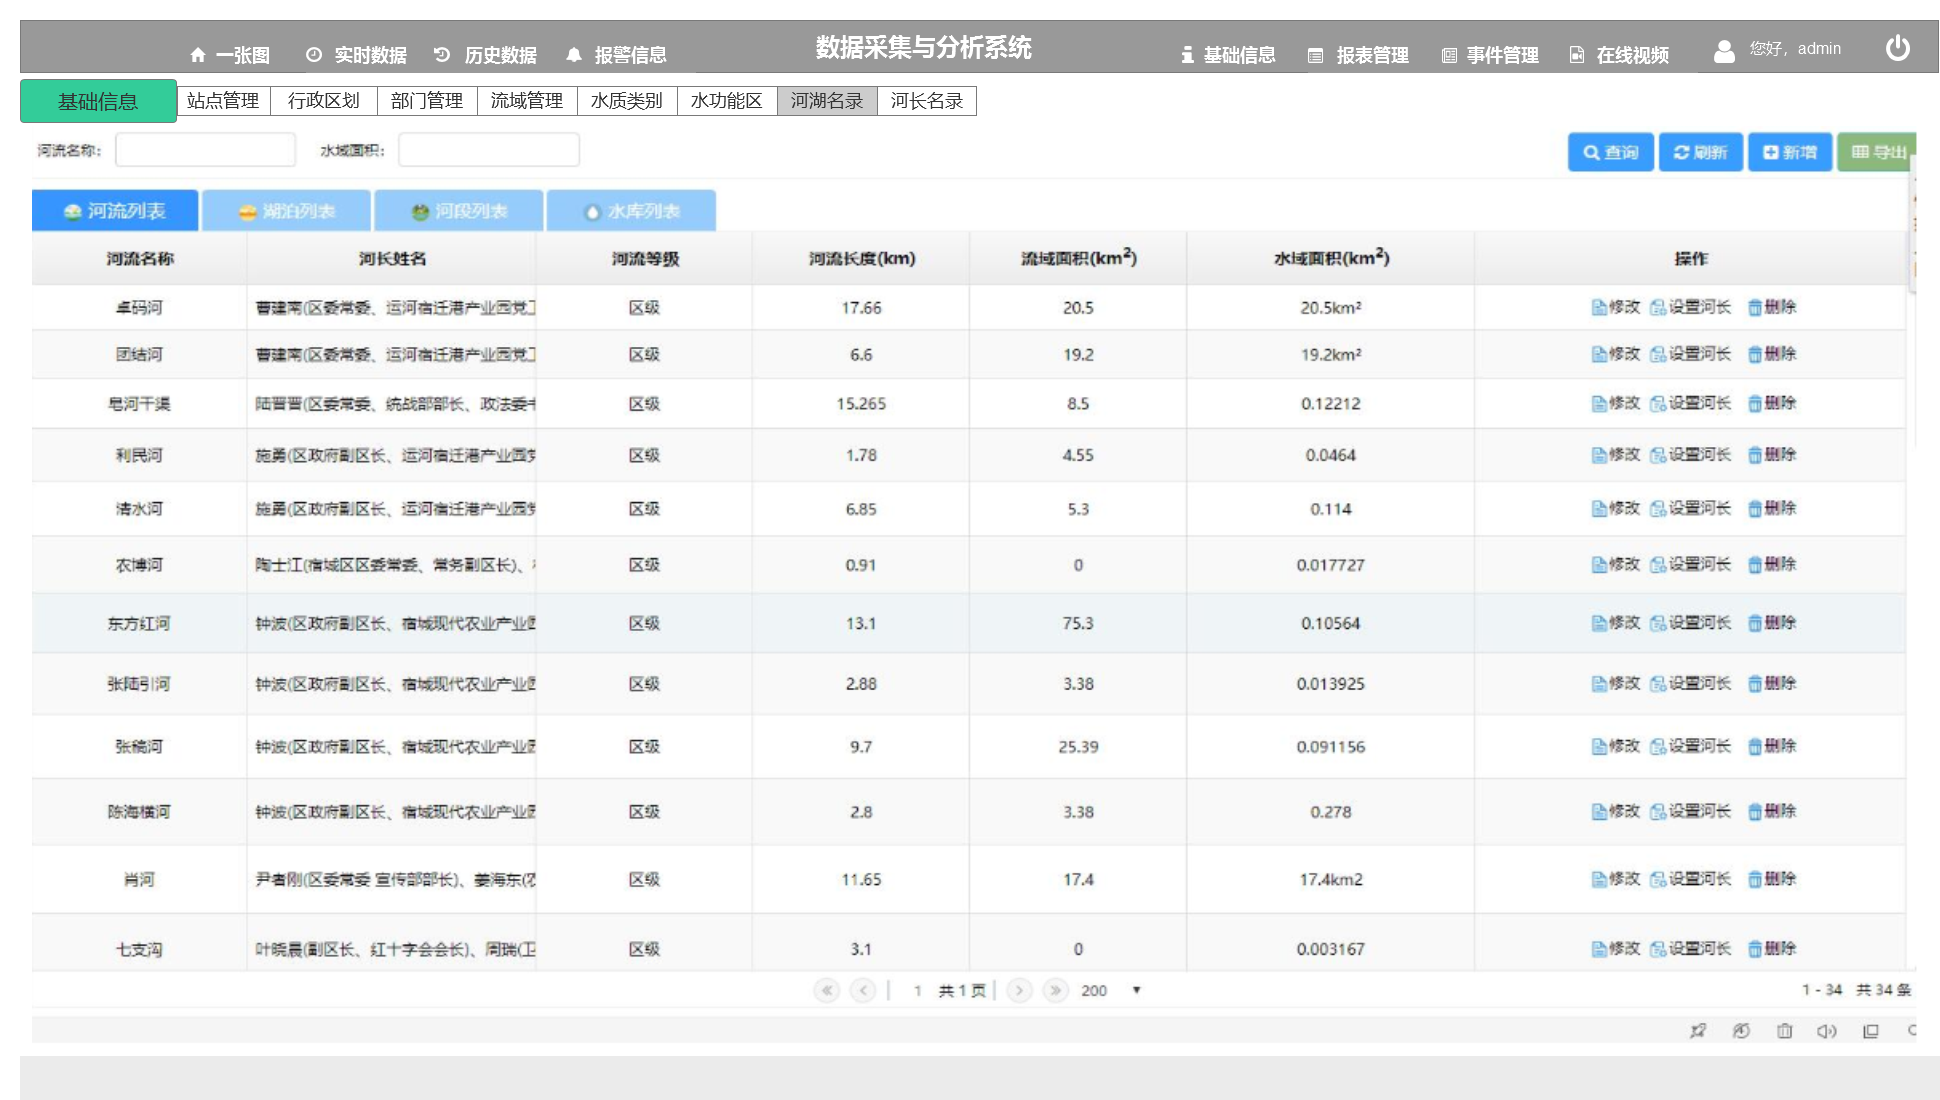 一张图 实时数据 历史数据 报警信息 数据采集与分析系统 基础信息 报表管理 事件管理 在线视频 您好，admin
基础信息 站点管理 行政区划 部门管理 流域管理 水质类别 水功能区 河湖名录 河长名录
河流名称: 水域面积: 查询 刷新 新增 导出
河流列表 湖泊列表 河段列表 水库列表
河流名称 河长姓名 河流等级 河流长度(km) 流域面积(km²) 水域面积(km²) 操作
卓码河 曹建南(区委常委、运河宿迁港产业园党工 区级 17.66 20.5 20.5km² 修改 设置河长 删除
团结河 曹建南(区委常委、运河宿迁港产业园党工 区级 6.6 19.2 19.2km² 修改 设置河长 删除
皂河干渠 陆晋晋(区委常委、统战部部长、政法委书 区级 15.265 8.5 0.12212 修改 设置河长 删除
利民河 施勇(区政府副区长、运河宿迁港产业园党 区级 1.78 4.55 0.0464 修改 设置河长 删除
清水河 施勇(区政府副区长、运河宿迁港产业园党 区级 6.85 5.3 0.114 修改 设置河长 删除
农博河 陶士江(宿城区区委常委、常务副区长)、 区级 0.91 0 0.017727 修改 设置河长 删除
东方红河 钟波(区政府副区长、宿城现代农业产业园 区级 13.1 75.3 0.10564 修改 设置河长 删除
张陆引河 钟波(区政府副区长、宿城现代农业产业园 区级 2.88 3.38 0.013925 修改 设置河长 删除
张稿河 钟波(区政府副区长、宿城现代农业产业园 区级 9.7 25.39 0.091156 修改 设置河长 删除
陈海横河 钟波(区政府副区长、宿城现代农业产业园 区级 2.8 3.38 0.278 修改 设置河长 删除
肖河 尹者刚(区委常委 宣传部部长)、姜海东(农 区级 11.65 17.4 17.4km2 修改 设置河长 删除
七支沟 叶晓晨(副区长、红十字会会长)、周瑞(卫 区级 3.1 0 0.003167 修改 设置河长 删除
1 共 1 页 200 1 - 34 共 34 条